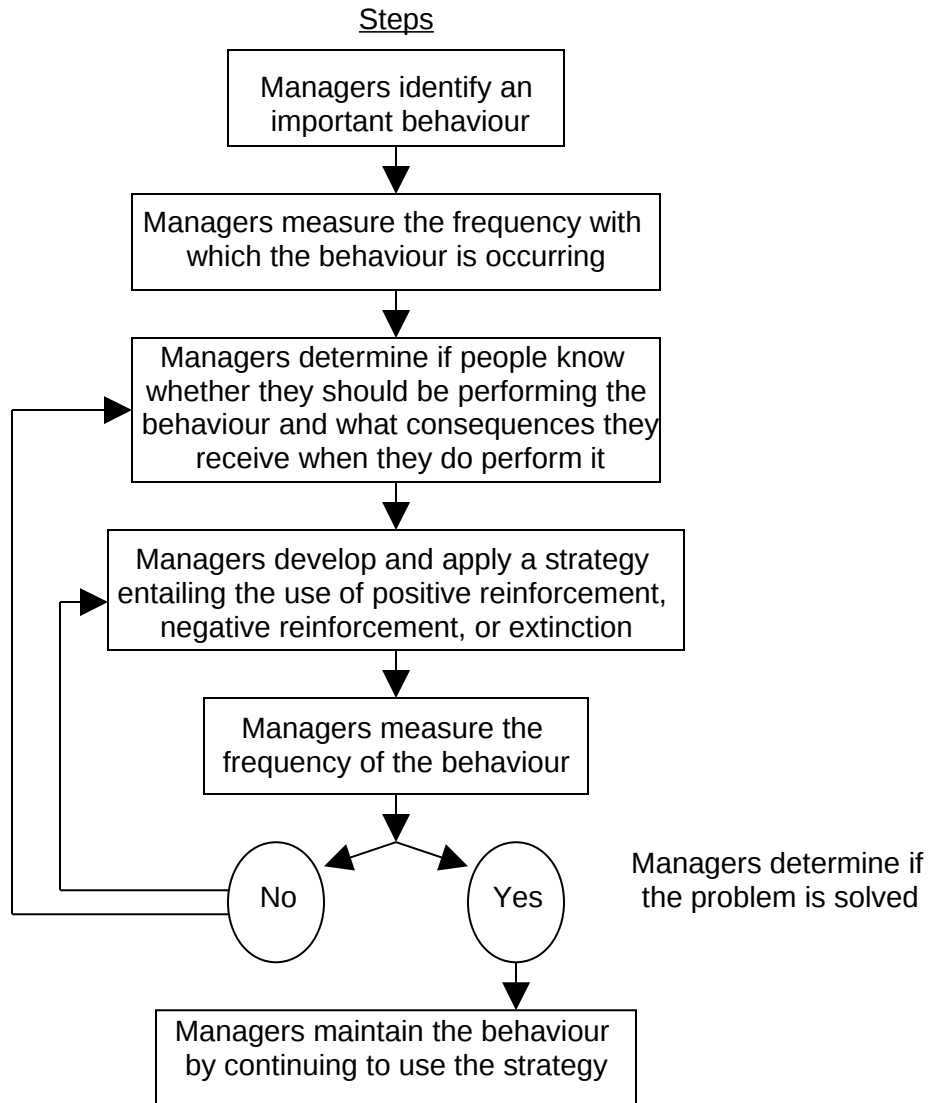 Steps
Managers identify an
important behaviour
Managers measure the frequency with
which the behaviour is occurring
Managers determine if people know
whether they should be performing the
behaviour and what consequences they
receive when they do perform it
Managers develop and apply a strategy
entailing the use of positive reinforcement,
negative reinforcement, or extinction
Managers measure the
frequency of the behaviour
No
Yes
Managers determine if
the problem is solved
Managers maintain the behaviour
by continuing to use the strategy